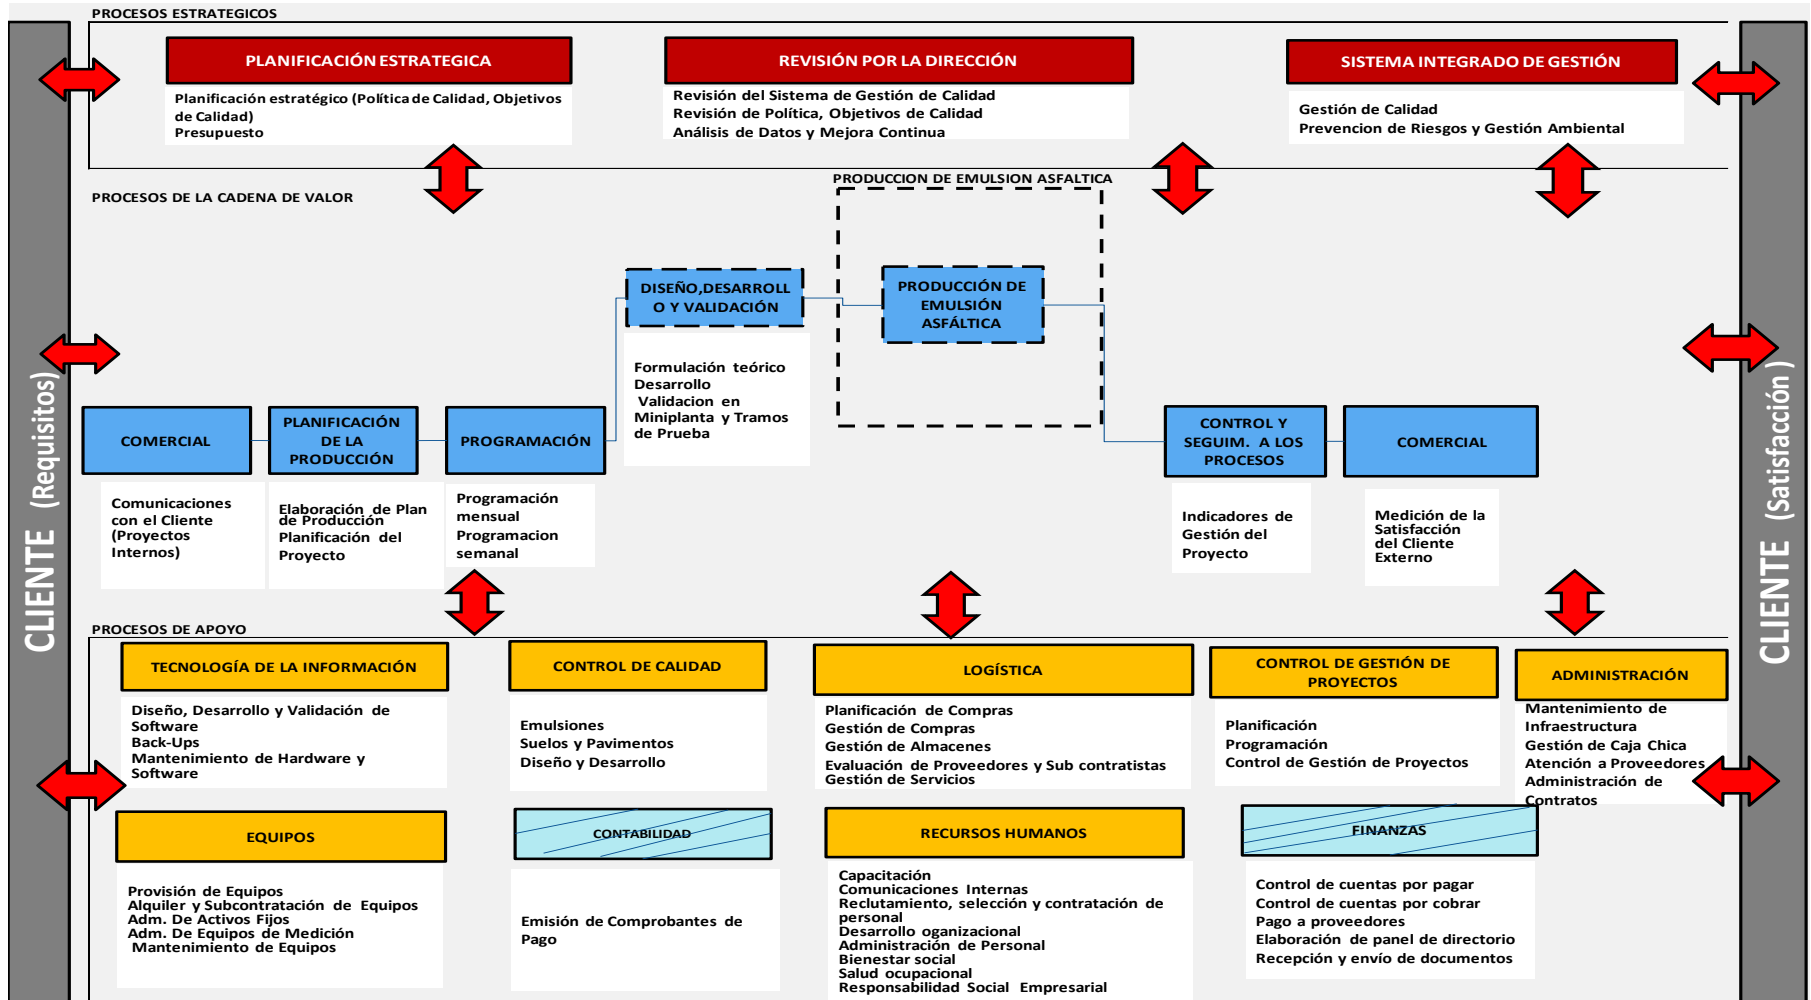 PROCESOS ESTRATEGICOS
PLANIFICACIÓN ESTRATEGICA
Planificación estratégico (Política de Calidad, Objetivos
de Calidad)
Presupuesto
REVISIÓN POR LA DIRECCIÓN
Revisión del Sistema de Gestión de Calidad
Revisión de Política, Objetivos de Calidad
Análisis de Datos y Mejora Continua
SISTEMA INTEGRADO DE GESTIÓN
Gestión de Calidad
Prevencion de Riesgos y Gestión Ambiental
CLIENTE (Requisitos)
PROCESOS DE LA CADENA DE VALOR
PRODUCCION DE EMULSION ASFALTICA
COMERCIAL
Comunicaciones
con el Cliente
(Proyectos
Internos)
PLANIFICACIÓN
DE LA
PRODUCCIÓN
Elaboración de Plan
de Producción
Planificación del
Proyecto
PROGRAMACIÓN
Programación
mensual
Programacion
semanal
DISEÑO,DESARROLL
O Y VALIDACIÓN
Formulación teórico
Desarrollo
Validacion en
Miniplanta y Tramos
de Prueba
PRODUCCIÓN DE
EMULSIÓN
ASFÁLTICA
CONTROL Y
SEGUIM. A LOS
PROCESOS
Indicadores de
Gestión del
Proyecto
COMERCIAL
Medición de la
Satisfacción
del Cliente
Externo
CLIENTE (Satisfacción )
PROCESOS DE APOYO
TECNOLOGÍA DE LA INFORMACIÓN
Diseño, Desarrollo y Validación de
Software
Back-Ups
Mantenimiento de Hardware y
Software
CONTROL DE CALIDAD
Emulsiones
Suelos y Pavimentos
Diseño y Desarrollo
LOGÍSTICA
Planificación de Compras
Gestión de Compras
Gestión de Almacenes
Evaluación de Proveedores y Sub contratistas
Gestión de Servicios
CONTROL DE GESTIÓN DE
PROYECTOS
Planificación
Programación
Control de Gestión de Proyectos
ADMINISTRACIÓN
Mantenimiento de
Infraestructura
Gestión de Caja Chica
Atención a Proveedores
Administración de
Contratos
EQUIPOS
Provisión de Equipos
Alquiler y Subcontratación de Equipos
Adm. De Activos Fijos
Adm. De Equipos de Medición
Mantenimiento de Equipos
CONTABILIDAD
Emisión de Comprobantes de
Pago
RECURSOS HUMANOS
Capacitación
Comunicaciones Internas
Reclutamiento, selección y contratación de
personal
Desarrollo oganizacional
Administración de Personal
Bienestar social
Salud ocupacional
Responsabilidad Social Empresarial
FINANZAS
Control de cuentas por pagar
Control de cuentas por cobrar
Pago a proveedores
Elaboración de panel de directorio
Recepción y envío de documentos